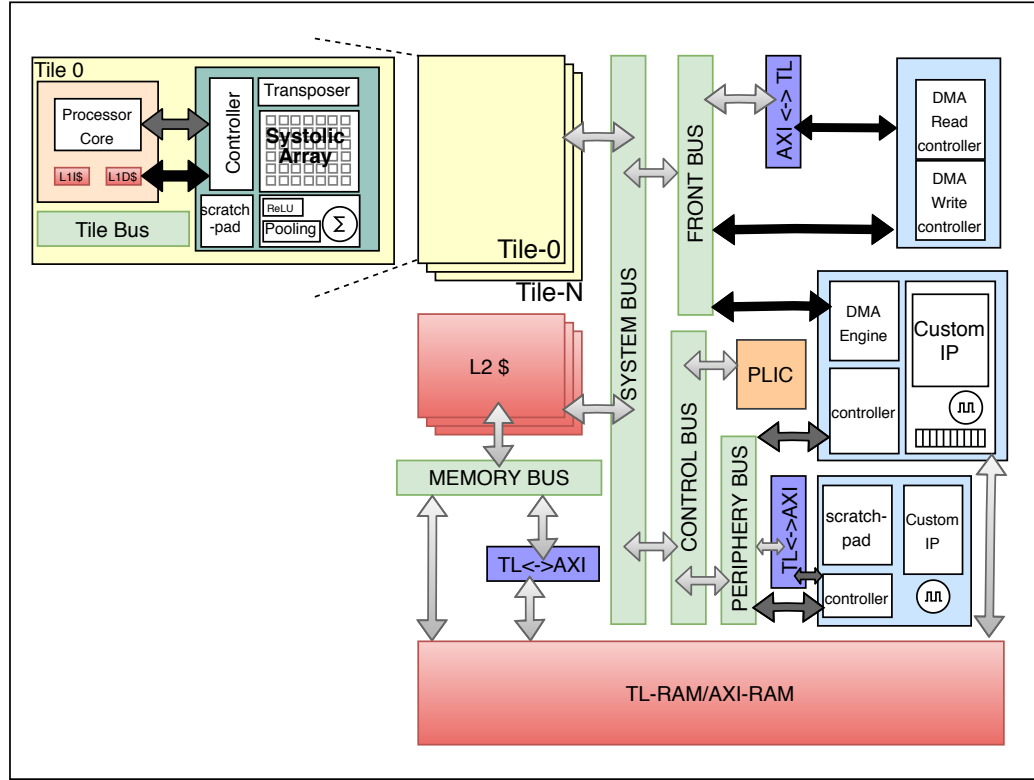 Tile 0
Processor
Core
L1I$
L1D$
Tile Bus
Controller
Transposer
Systolic
Array
scratch
-pad
ReLU
Pooling
Σ
Tile-0
Tile-N
L2 $
MEMORY BUS
TL<->AXI
SYSTEM BUS
FRONT BUS
AXI <-> TL
DMA
Read
controller
DMA
Write
controller
DMA
Engine
Custom
IP
controller
PLIC
CONTROL BUS
PERIPHERY BUS
TL<->AXI
scratch-
pad
Custom
IP
controller
TL-RAM/AXI-RAM